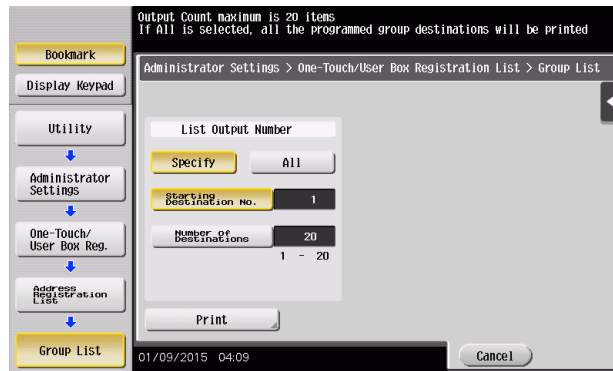 Output Count maximum is 20 items
If All is selected, all the programmed group destinations will be printed
Bookmark
Display Keypad
Administrator Settings > One-Touch/User Box Registration List > Group List
Utility
Administrator
Settings
One-Touch/
User Box Reg.
Address
Registration
List
Group List
List Output Number
Specify
All
Starting
Destination No.
1
Number of
Destinations
20
1 - 20
Print
01/09/2015 04:09
Cancel